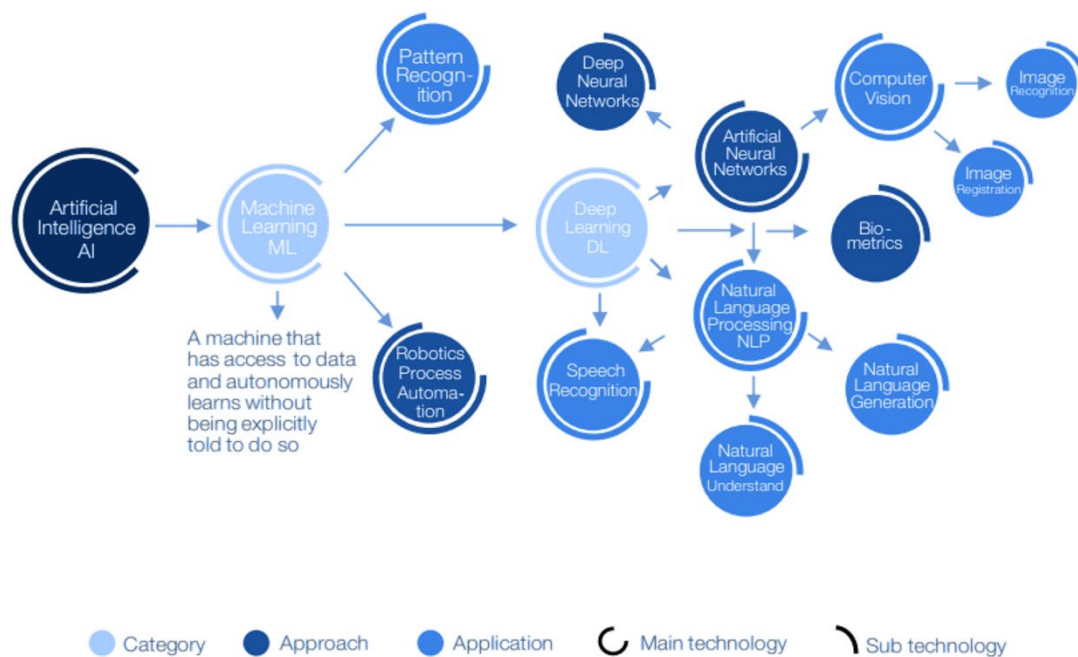 Pattern
Recogn-
ition
Deep
Neural
Networks
Computer
Vision
Image
Recognition
Artificial
Neural
Networks
Image
Registration
Artificial
Intelligence
AI
Machine
Learning
ML
Deep
Learning
DL
Bio-
metrics
Natural
Language
Processing
NLP
A machine that
has access to data
and autonomously
learns without
being explicitly
told to do so
Robotics
Process
Automa-
tion
Speech
Recognition
Natural
Language
Generation
Natural
Language
Understand
Category
Approach
Application
Main technology
Sub technology